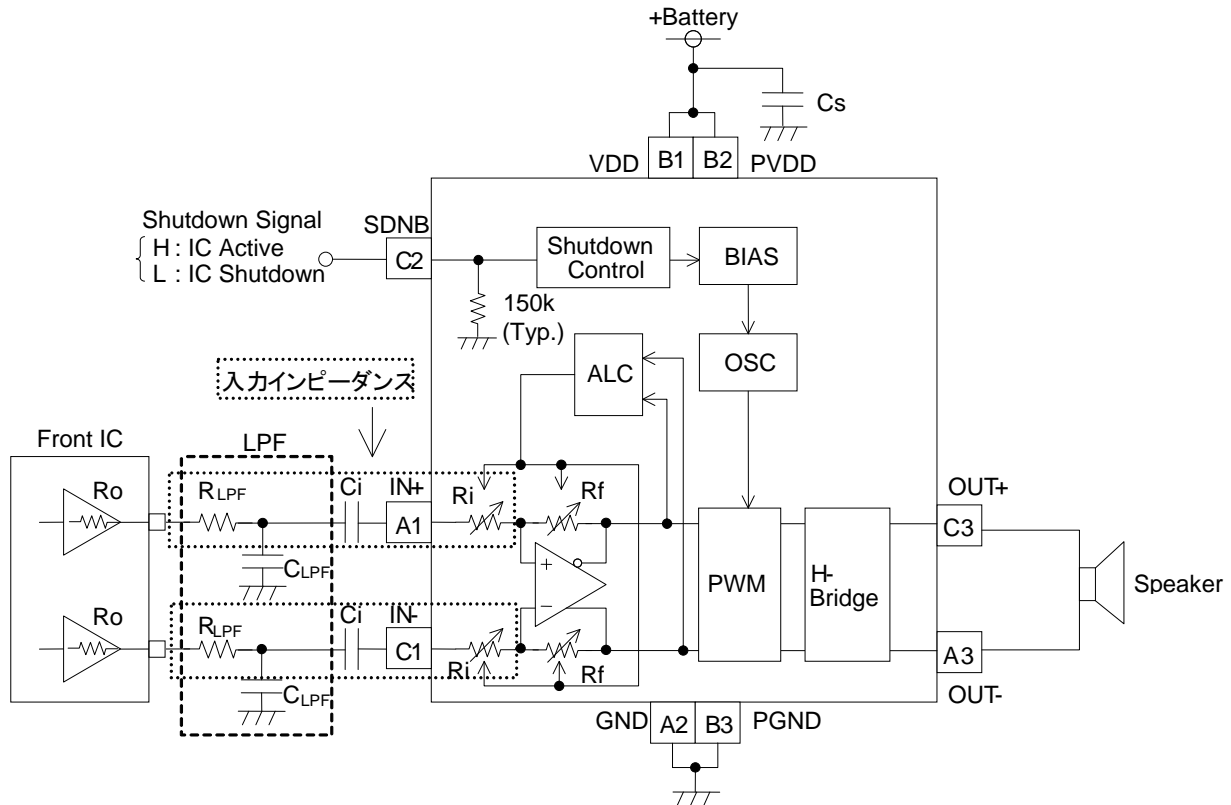 +Battery
Cs
VDD
B1
B2
PVDD
Shutdown Signal
H : IC Active
L : IC Shutdown
SDNB
C2
Shutdown
Control
BIAS
150k
(Typ.)
OSC
ALC
入力インピーダンス
Front IC
LPF
Ro
RLPF
Ci
IN+
A1
Ri
Rf
OUT+
C3
CLPF
+
−
PWM
H-
Bridge
Speaker
Ro
RLPF
Ci
IN-
C1
Ri
Rf
A3
OUT-
CLPF
GND
A2
B3
PGND